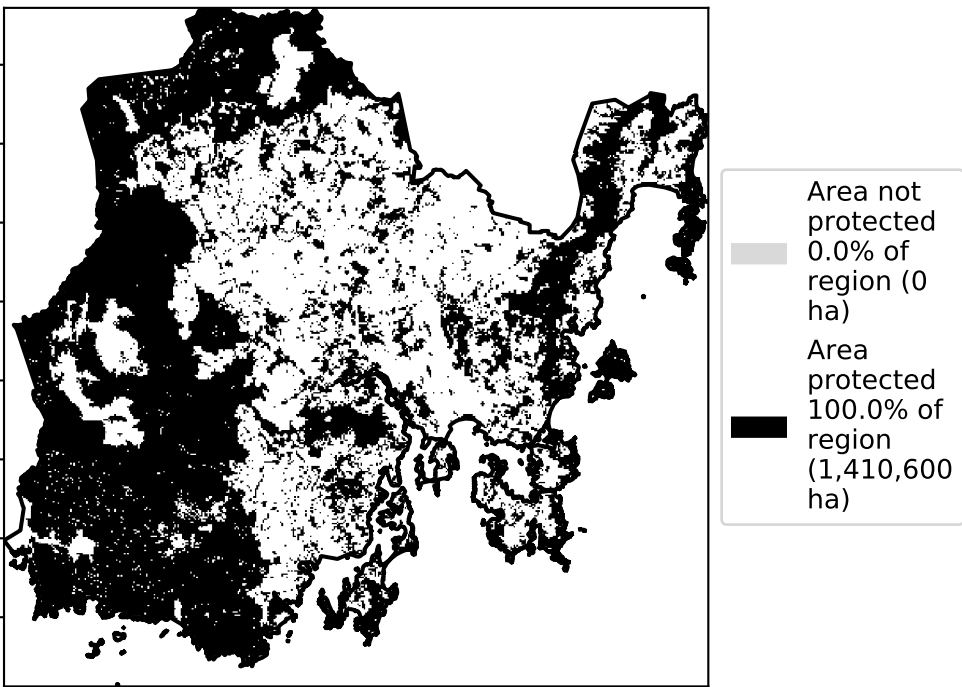 Area not
protected
0.0% of
region (0
ha)
Area
protected
100.0% of
region
(1,410,600
ha)